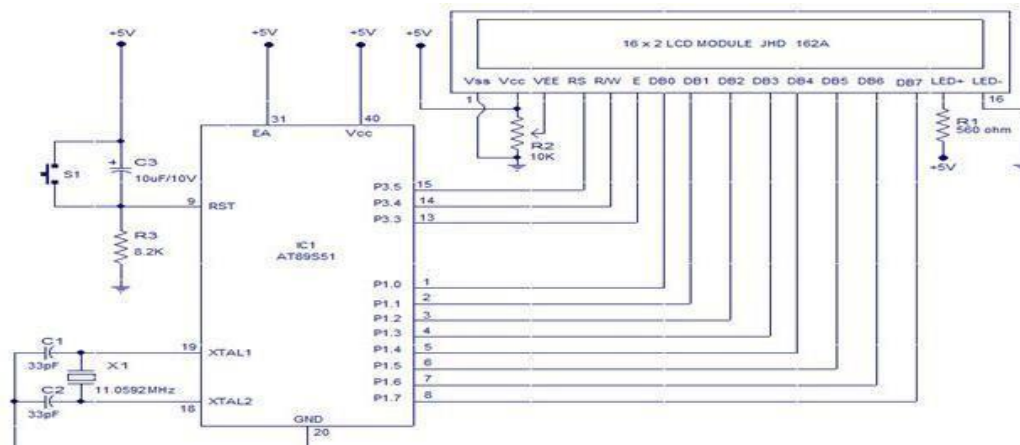 +5V +5V +5V +5V
16 x 2 LCD MODULE JHD 162A
Vss Vcc VEE RS R/W E DB0 DB1 DB2 DB3 DB4 DB5 DB6 DB7 LED+ LED-
1 16
31 40
EA Vcc
R1
560 ohm
+5V
R2
10K
S1
+ C3
10uF/10V
9 RST
R3
8.2K
IC1
AT89S51
P3.5 15
P3.4 14
P3.3 13
P1.0 1
P1.1 2
P1.2 3
P1.3 4
P1.4 5
P1.5 6
P1.6 7
P1.7 8
C1
33pF
19 XTAL1
X1
11.0592MHz
C2
33pF
18 XTAL2
GND
20